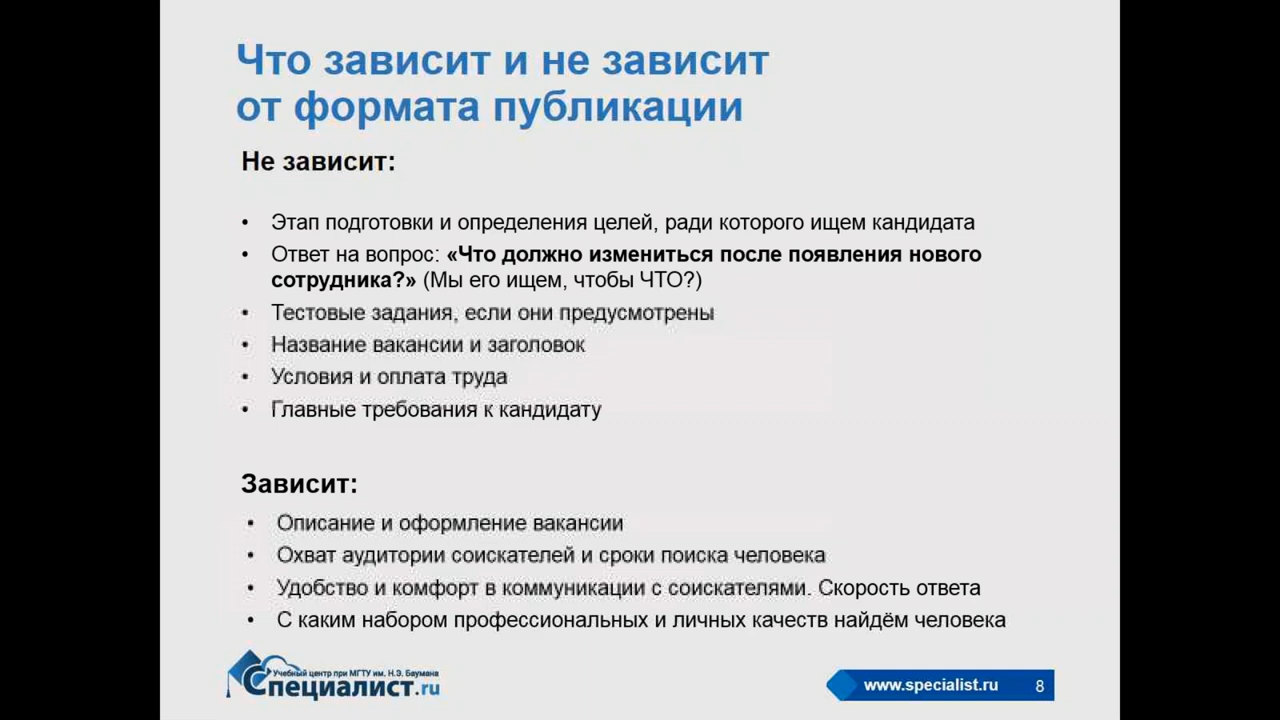 Что зависит и не зависит
от формата публикации
Не зависит:
• Этап подготовки и определения целей, ради которого ищем кандидата
• Ответ на вопрос: «Что должно измениться после появления нового
сотрудника?» (Мы его ищем, чтобы ЧТО?)
• Тестовые задания, если они предусмотрены
• Название вакансии и заголовок
• Условия и оплата труда
• Главные требования к кандидату
Зависит:
• Описание и оформление вакансии
• Охват аудитории соискателей и сроки поиска человека
• Удобство и комфорт в коммуникации с соискателями. Скорость ответа
• С каким набором профессиональных и личных качеств найдём человека
Учебный центр при МГТУ им. Н.Э. Баумана
Специалист.ru
www.specialist.ru 8